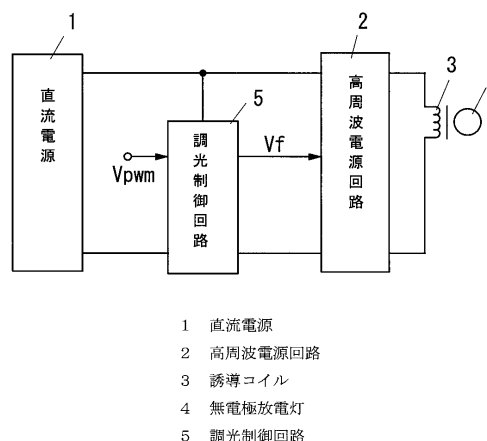 1
2
3
5
直流電源
Vpwm
調光制御回路
Vf
高周波電源回路
1 直流電源
2 高周波電源回路
3 誘導コイル
4 無電極放電灯
5 調光制御回路